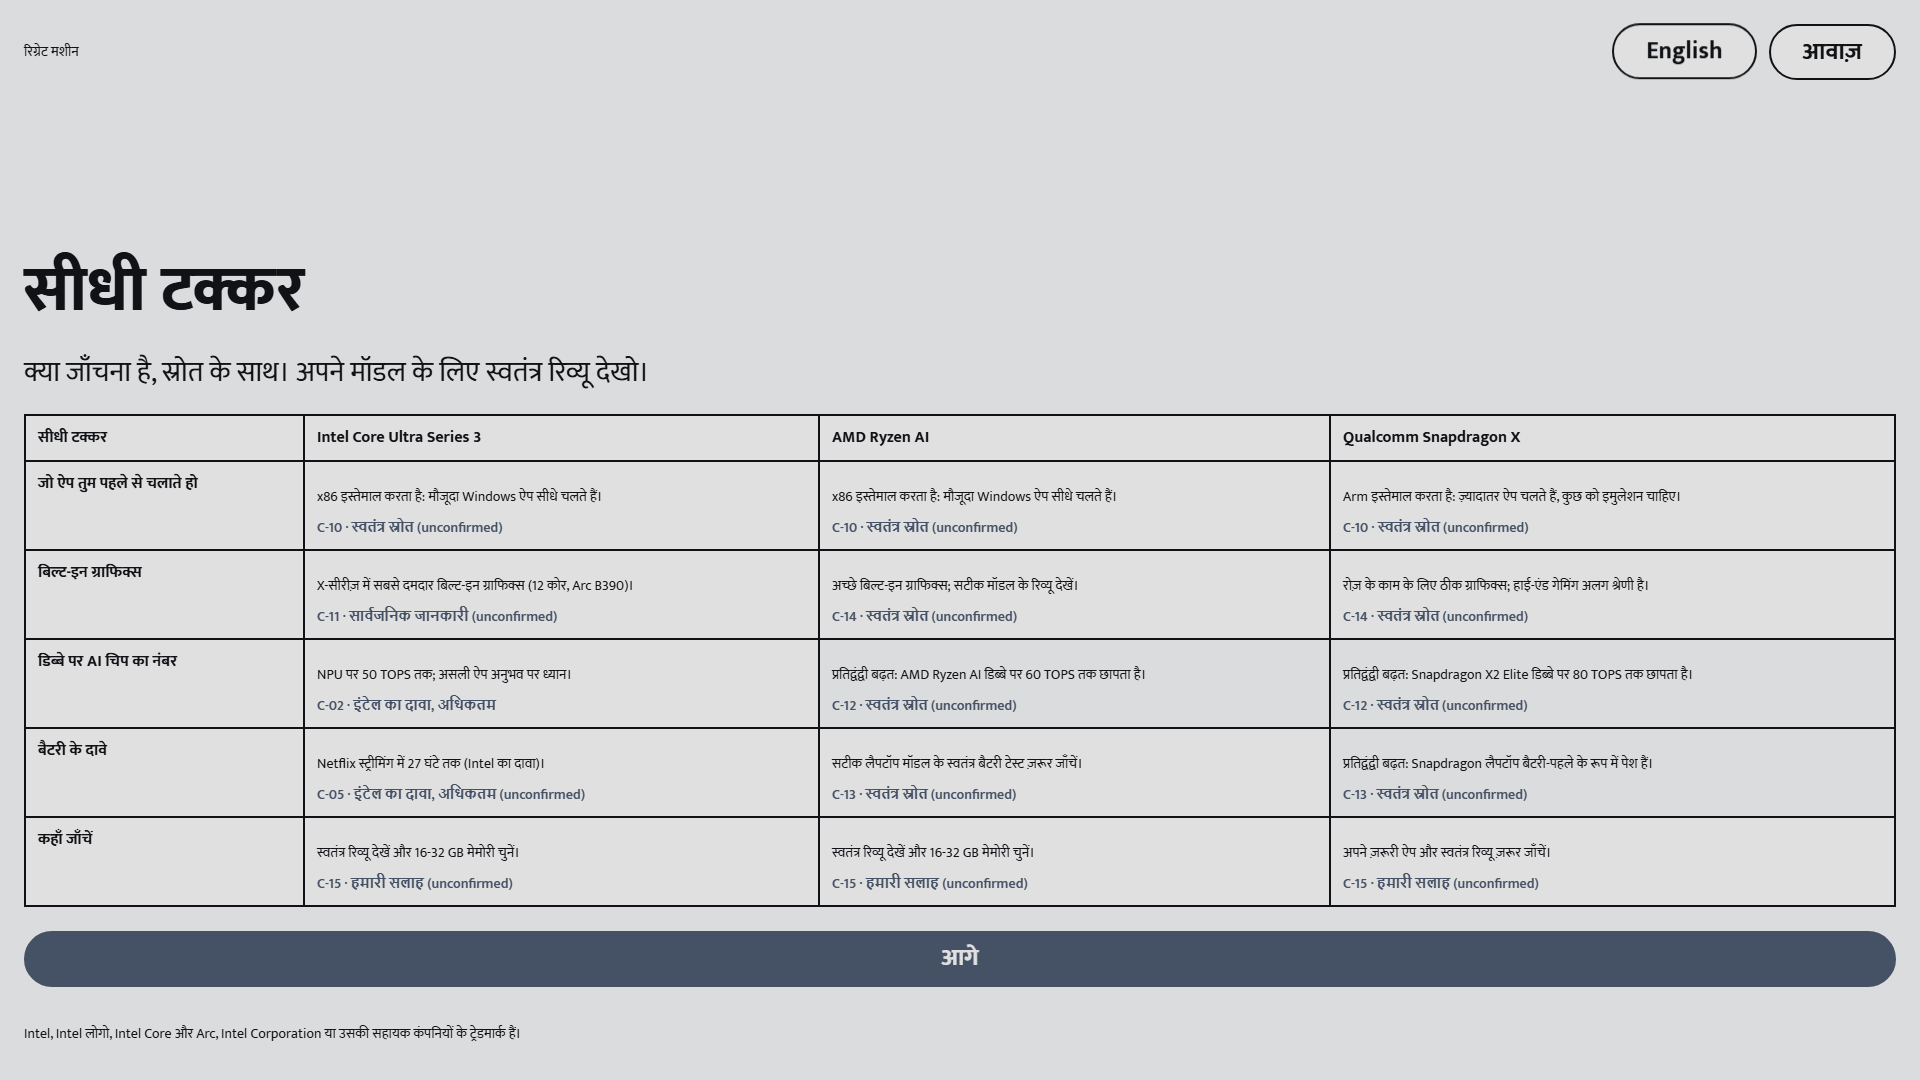 रिग्रेट मशीन
English
आवाज़
सीधी टक्कर
क्या जाँचना है, स्रोत के साथ। अपने मॉडल के लिए स्वतंत्र रिव्यू देखो।
सीधी टक्कर
Intel Core Ultra Series 3
AMD Ryzen AI
Qualcomm Snapdragon X
जो ऐप तुम पहले से चलाते हो
x86 इस्तेमाल करता है: मौजूदा Windows ऐप सीधे चलते हैं।
C-10 · स्वतंत्र स्रोत (unconfirmed)
x86 इस्तेमाल करता है: मौजूदा Windows ऐप सीधे चलते हैं।
C-10 · स्वतंत्र स्रोत (unconfirmed)
Arm इस्तेमाल करता है: ज़्यादातर ऐप चलते हैं, कुछ को इमुलेशन चाहिए।
C-10 · स्वतंत्र स्रोत (unconfirmed)
बिल्ट-इन ग्राफिक्स
X-सीरीज़ में सबसे दमदार बिल्ट-इन ग्राफिक्स (12 कोर, Arc B390)।
C-11 · सार्वजनिक जानकारी (unconfirmed)
अच्छे बिल्ट-इन ग्राफिक्स; सटीक मॉडल के रिव्यू देखें।
C-14 · स्वतंत्र स्रोत (unconfirmed)
रोज़ के काम के लिए ठीक ग्राफिक्स; हाई-एंड गेमिंग अलग श्रेणी है।
C-14 · स्वतंत्र स्रोत (unconfirmed)
डिब्बे पर AI चिप का नंबर
NPU पर 50 TOPS तक; असली ऐप अनुभव पर ध्यान।
C-02 · इंटेल का दावा, अधिकतम
प्रतिद्वंद्वी बढ़त: AMD Ryzen AI डिब्बे पर 60 TOPS तक छापता है।
C-12 · स्वतंत्र स्रोत (unconfirmed)
प्रतिद्वंद्वी बढ़त: Snapdragon X2 Elite डिब्बे पर 80 TOPS तक छापता है।
C-12 · स्वतंत्र स्रोत (unconfirmed)
बैटरी के दावे
Netflix स्ट्रीमिंग में 27 घंटे तक (Intel का दावा)।
C-05 · इंटेल का दावा, अधिकतम (unconfirmed)
सटीक लैपटॉप मॉडल के स्वतंत्र बैटरी टेस्ट ज़रूर जाँचें।
C-13 · स्वतंत्र स्रोत (unconfirmed)
प्रतिद्वंद्वी बढ़त: Snapdragon लैपटॉप बैटरी-पहले के रूप में पेश हैं।
C-13 · स्वतंत्र स्रोत (unconfirmed)
कहाँ जाँचें
स्वतंत्र रिव्यू देखें और 16-32 GB मेमोरी चुनें।
C-15 · हमारी सलाह (unconfirmed)
स्वतंत्र रिव्यू देखें और 16-32 GB मेमोरी चुनें।
C-15 · हमारी सलाह (unconfirmed)
अपने ज़रूरी ऐप और स्वतंत्र रिव्यू ज़रूर जाँचें।
C-15 · हमारी सलाह (unconfirmed)
आगे
Intel, Intel लोगो, Intel Core और Arc, Intel Corporation या उसकी सहायक कंपनियों के ट्रेडमार्क हैं।